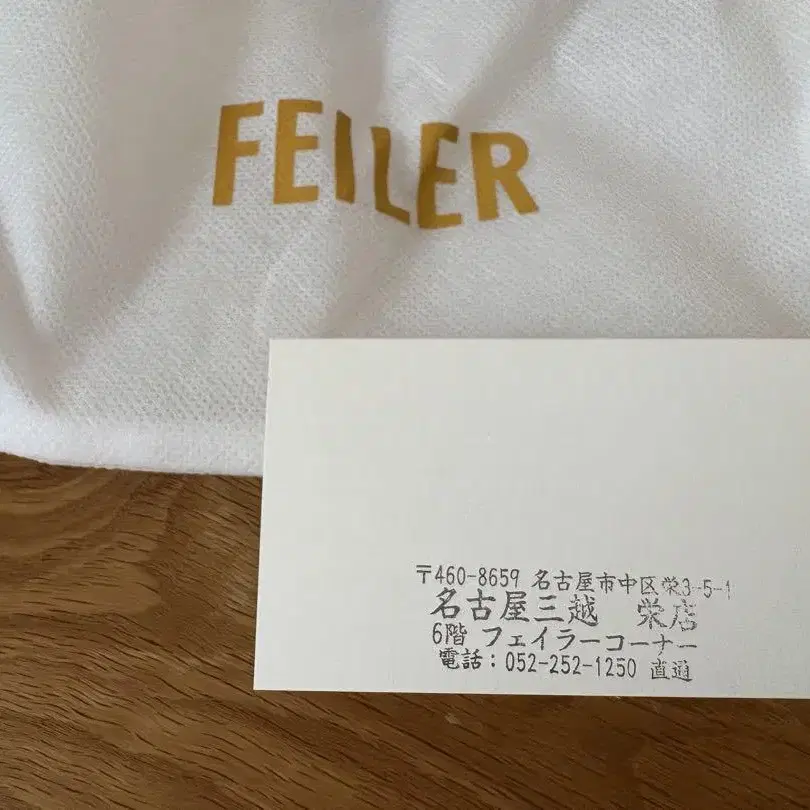 FEILER
〒460-8659 名古屋市中区栄3-5-1
名古屋三越 栄店
6階 フェイラーコーナー
電話：052-252-1250 直通